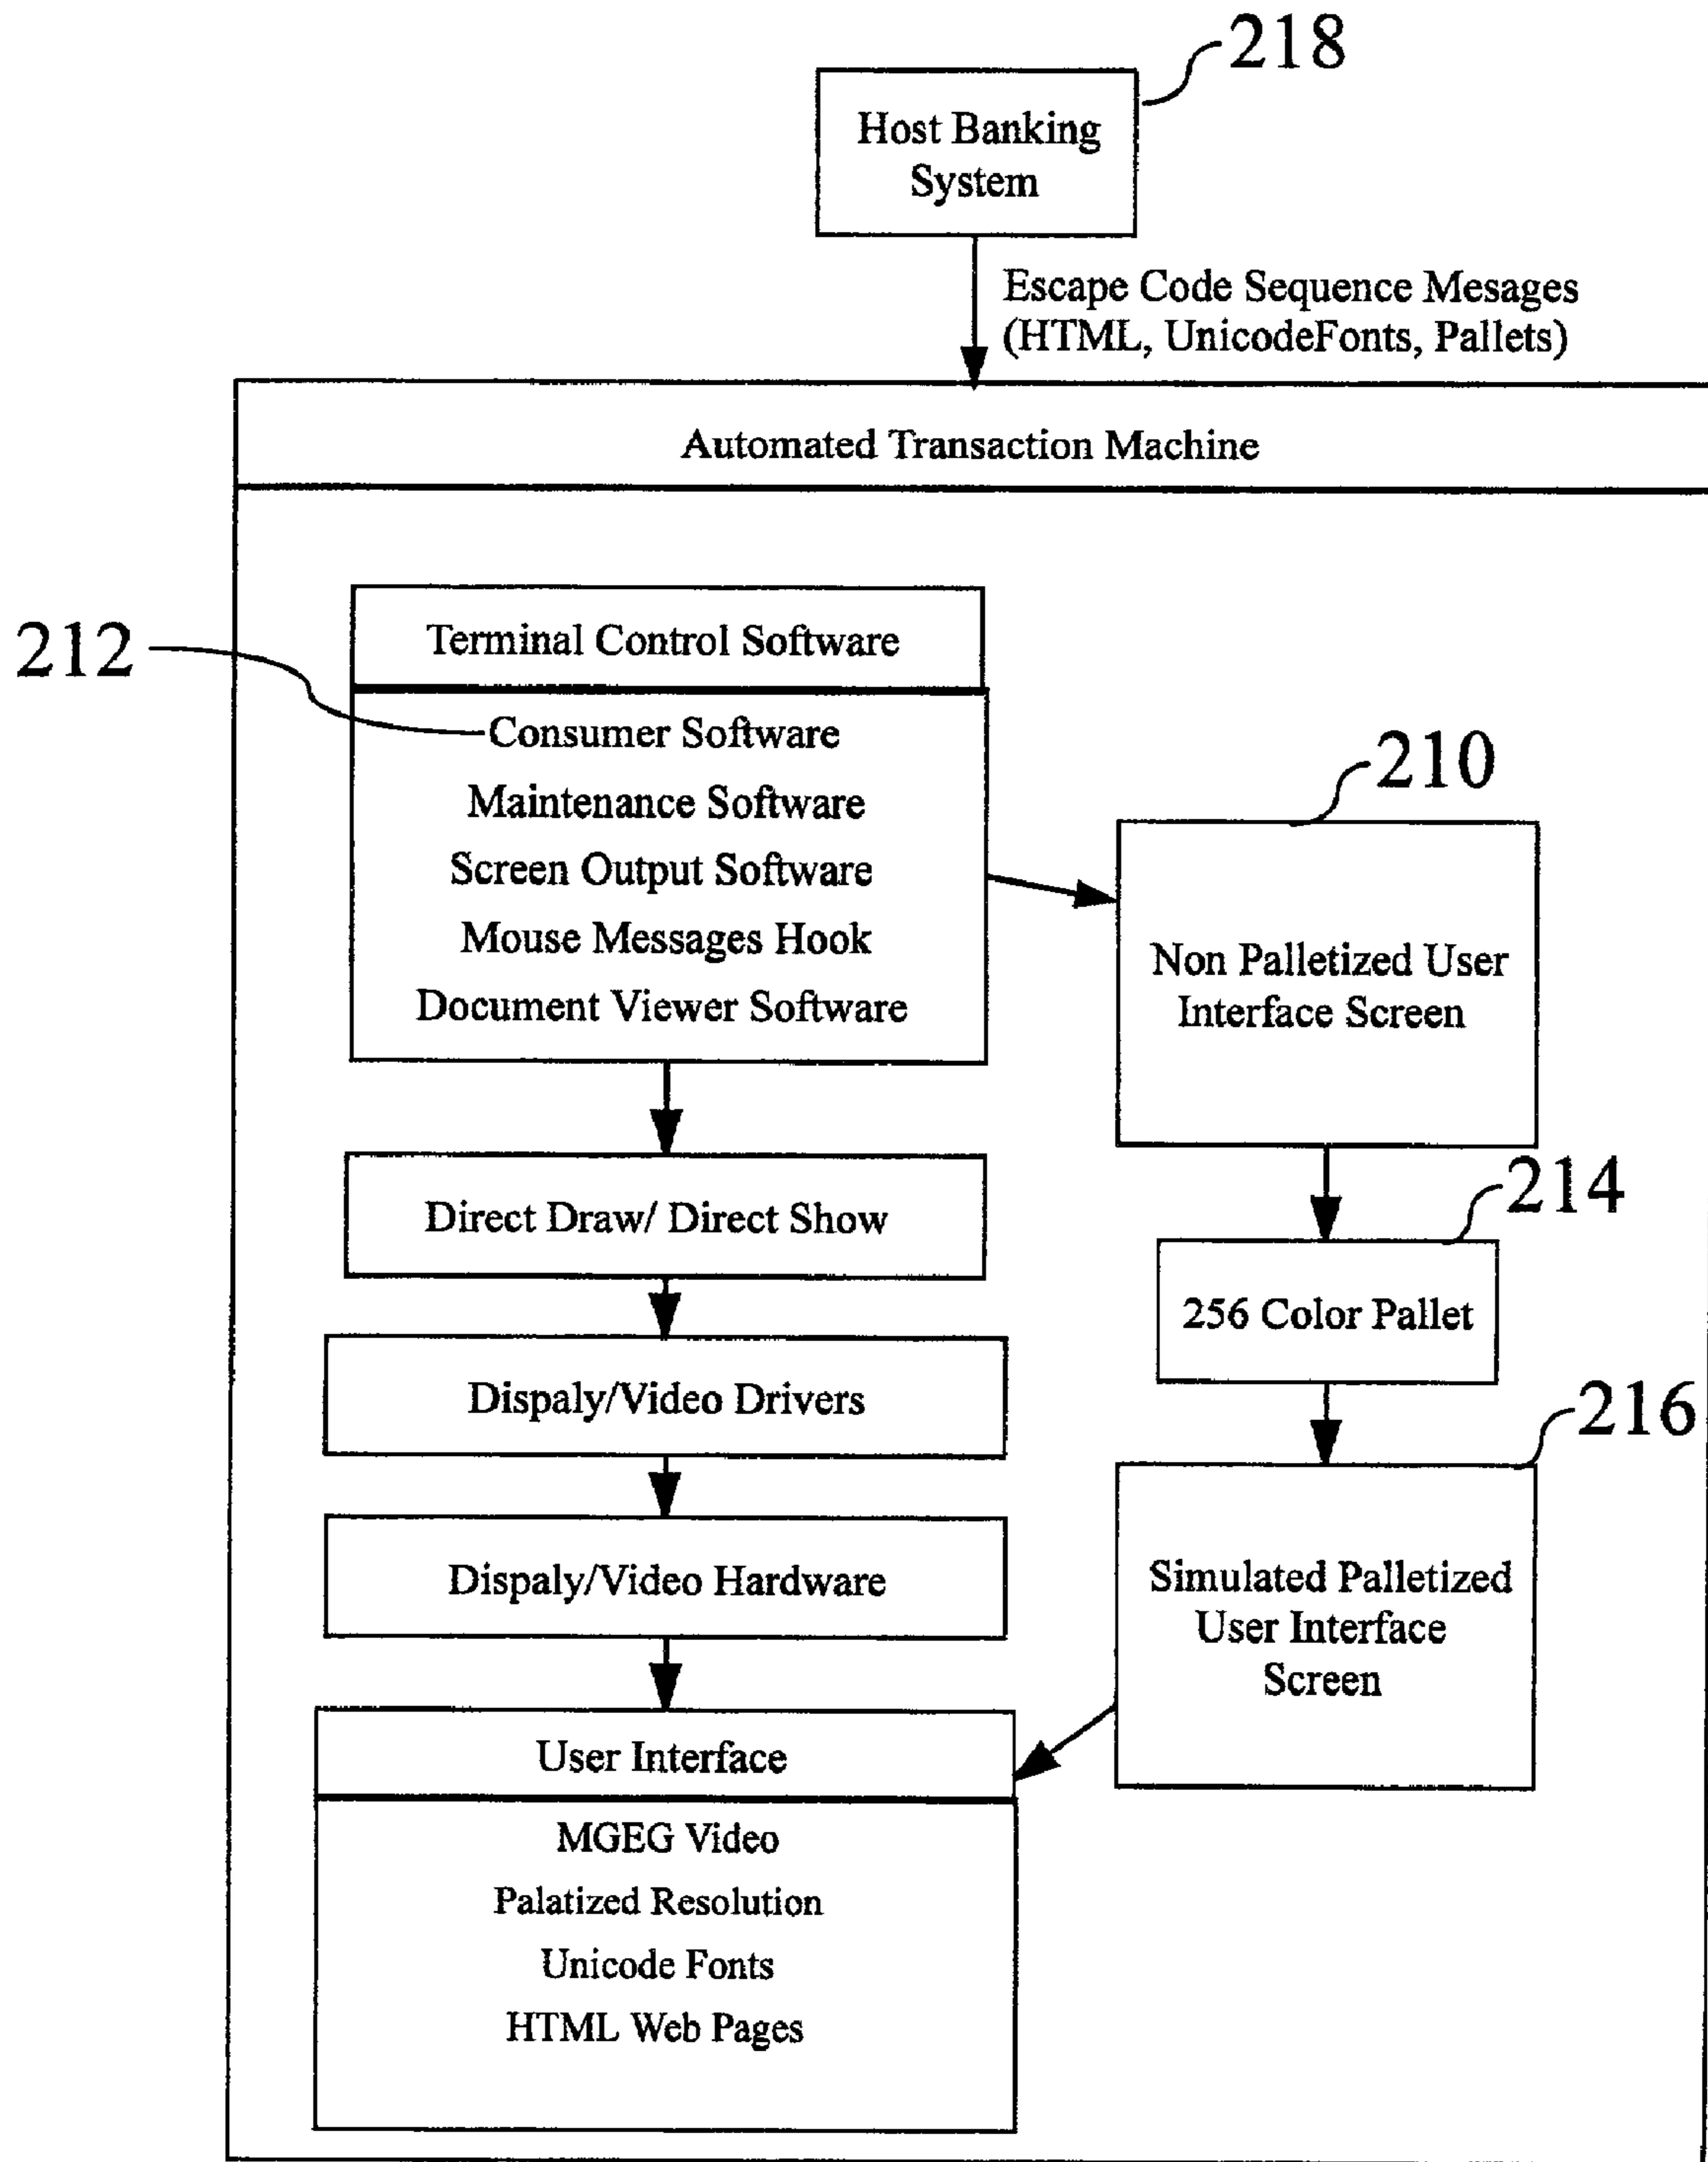 218
Host Banking
System
Escape Code Sequence Mesages
(HTML, UnicodeFonts, Pallets)
Automated Transaction Machine
212
Terminal Control Software
Consumer Software
Maintenance Software
Screen Output Software
Mouse Messages Hook
Document Viewer Software
210
Non Palletized User
Interface Screen
Direct Draw/ Direct Show
214
256 Color Pallet
Dispaly/Video Drivers
216
Dispaly/Video Hardware
Simulated Palletized
User Interface
Screen
User Interface
MGEG Video
Palatized Resolution
Unicode Fonts
HTML Web Pages